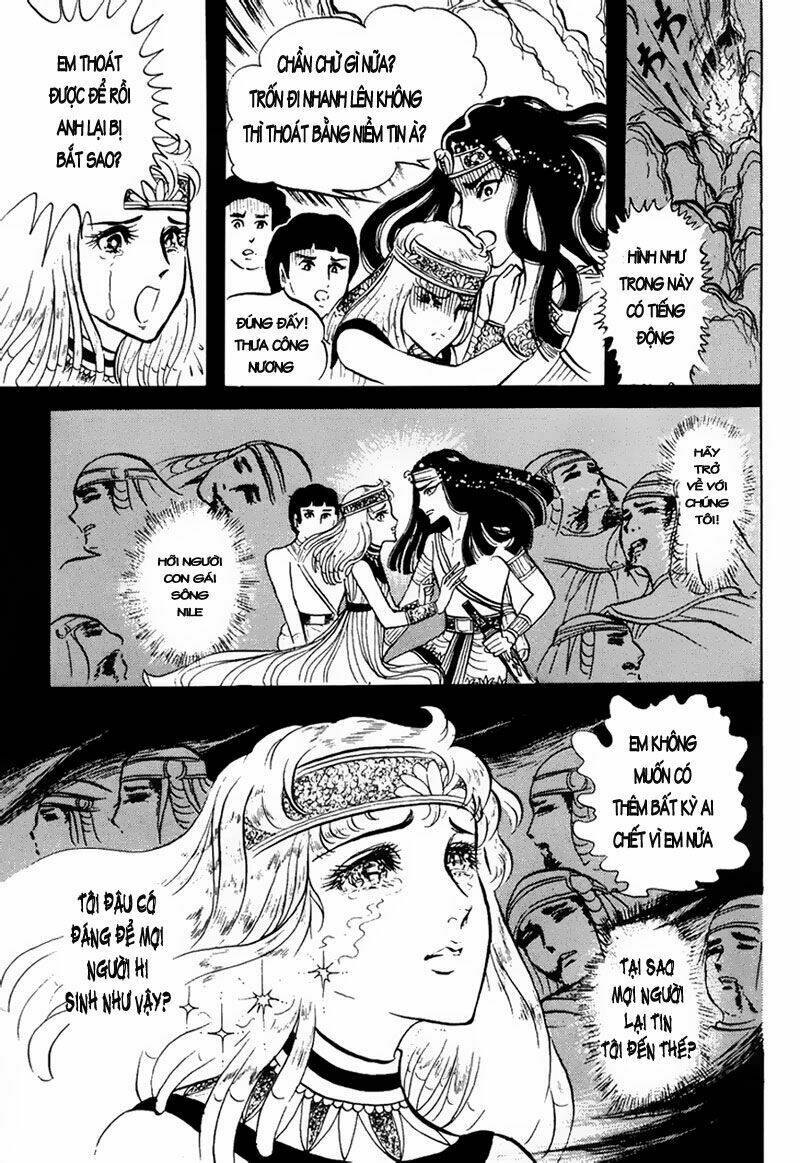 わ
わ
HÌNH NHƯ
TRONG NÀY
CÓ TIẾNG
ĐỘNG
CHẦN CHỪ GÌ NỮA?
TRỐN ĐI NHANH LÊN KHÔNG
THÌ THOÁT BẰNG NIỀM TIN À?
ĐÚNG ĐẤY!
THƯA CÔNG
NƯƠNG
EM THOÁT
ĐƯỢC ĐỂ RỒI
ANH LẠI BỊ
BẮT SAO?
HÃY
TRỞ
VỀ VỚI
CHÚNG
TÔI!
HỠI NGƯỜI
CON GÁI
SÔNG
NILE
EM KHÔNG
MUỐN CÓ
THÊM BẤT KỲ AI
CHẾT VÌ EM NỮA
TẠI SAO
MỌI NGƯỜI
LẠI TIN
TÔI ĐẾN THẾ?
TÔI ĐÂU CÓ
ĐÁNG ĐỂ MỌI
NGƯỜI HI
SINH NHƯ VẬY?